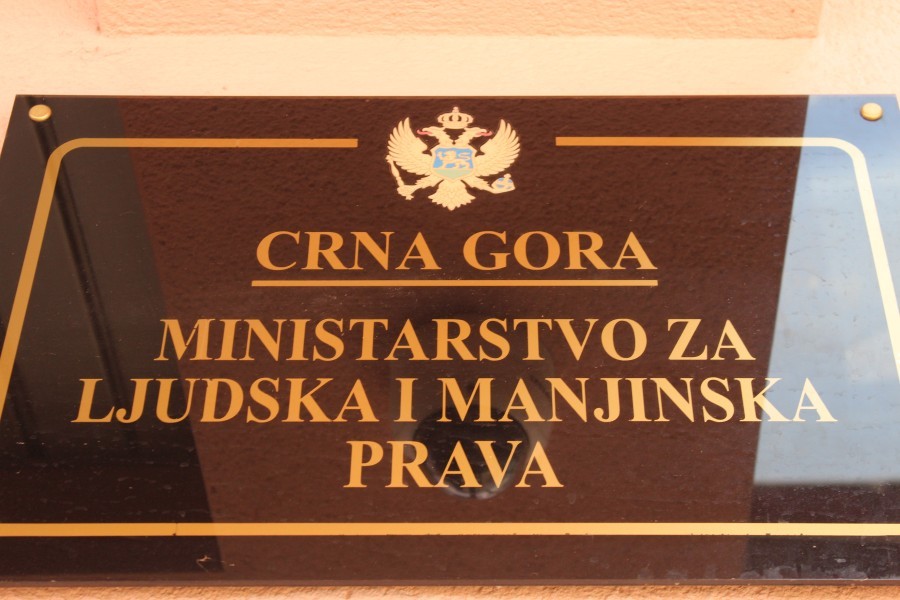 CRNA GORA
MINISTARSTVO ZA
LJUDSKA I MANJINSKA
PRAVA